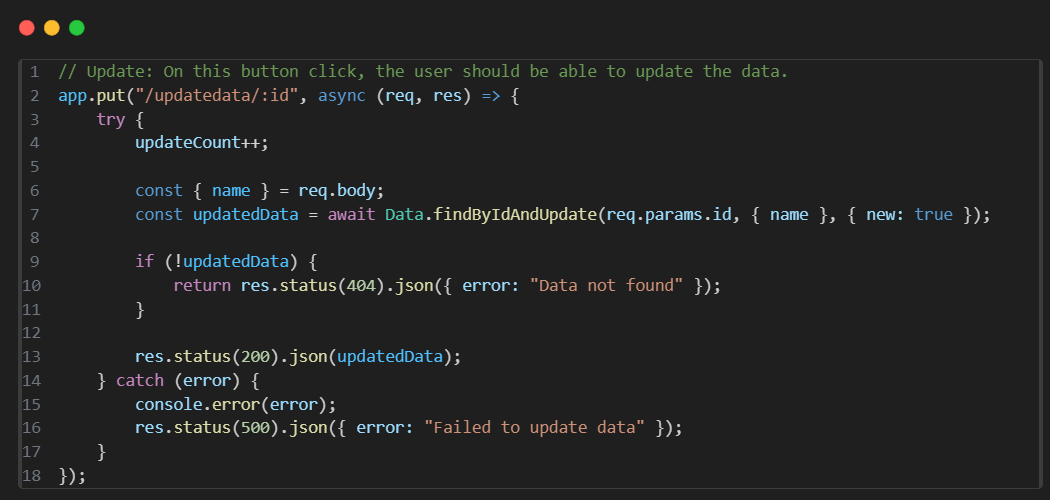 1 // Update: On this button click, the user should be able to update the data.
2 app.put("/updatedata/:id", async (req, res) => {
3     try {
4         updateCount++;
5
6         const { name } = req.body;
7         const updatedData = await Data.findByIdAndUpdate(req.params.id, { name }, { new: true });
8
9         if (!updatedData) {
10             return res.status(404).json({ error: "Data not found" });
11         }
12
13         res.status(200).json(updatedData);
14     } catch (error) {
15         console.error(error);
16         res.status(500).json({ error: "Failed to update data" });
17     }
18 });